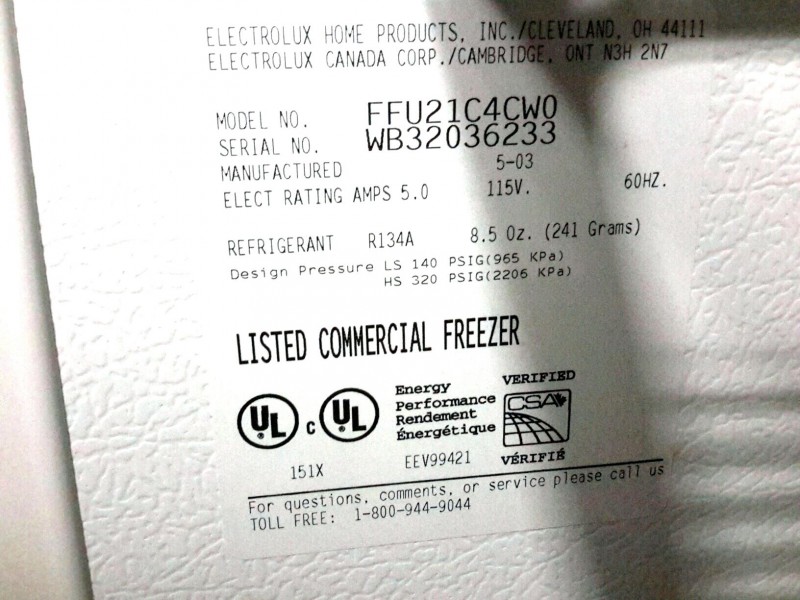 ELECTROLUX HOME PRODUCTS, INC./CLEVELAND, OH 44111
ELECTROLUX CANADA CORP./CAMBRIDGE, ONT N3H 2N7
MODEL NO. FFU21C4CW0
SERIAL NO. WB32036233
MANUFACTURED 5-03
ELECT RATING AMPS 5.0 115V. 60HZ.
REFRIGERANT R134A 8.5 Oz. (241 Grams)
Design Pressure LS 140 PSIG(965 KPa)
HS 320 PSIG(2206 KPa)
LISTED COMMERCIAL FREEZER
UL ® c UL ®
Energy
Performance
Rendement
Énergétique
VERIFIED
CSA
VÉRIFIÉ
151X EEV99421
For questions, comments, or service please call us
TOLL FREE: 1-800-944-9044